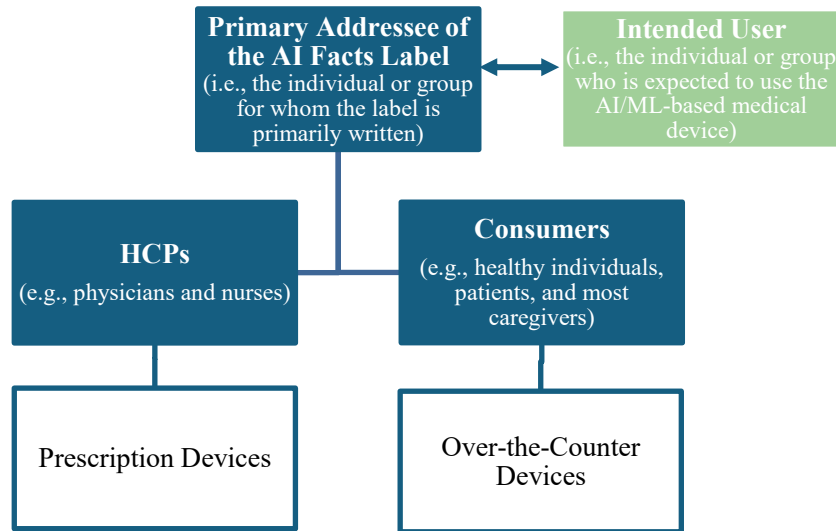 Primary Addressee of
the AI Facts Label
(i.e., the individual or group
for whom the label is
primarily written)
Intended User
(i.e., the individual or group
who is expected to use the
AI/ML-based medical
device)
HCPs
(e.g., physicians and nurses)
Consumers
(e.g., healthy individuals,
patients, and most
caregivers)
Prescription Devices
Over-the-Counter
Devices